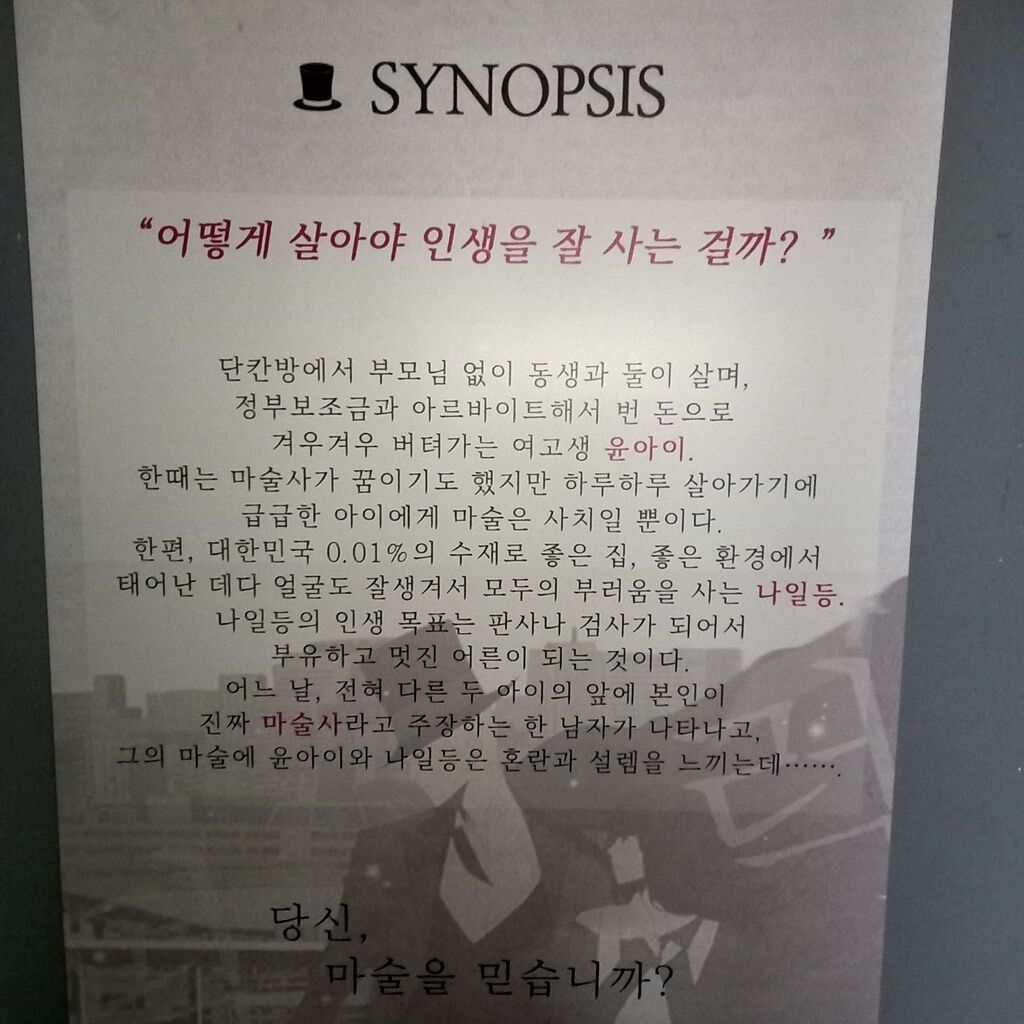 SYNOPSIS
“어떻게 살아야 인생을 잘 사는 걸까? ”
단칸방에서 부모님 없이 동생과 둘이 살며,
정부보조금과 아르바이트해서 번 돈으로
겨우겨우 버텨가는 여고생 윤아이.
한때는 마술사가 꿈이기도 했지만 하루하루 살아가기에
급급한 아이에게 마술은 사치일 뿐이다.
한편, 대한민국 0.01%의 수재로 좋은 집, 좋은 환경에서
태어난 데다 얼굴도 잘생겨서 모두의 부러움을 사는 나일등.
나일등의 인생 목표는 판사나 검사가 되어서
부유하고 멋진 어른이 되는 것이다.
어느 날, 전혀 다른 두 아이의 앞에 본인이
진짜 마술사라고 주장하는 한 남자가 나타나고,
그의 마술에 윤아이와 나일등은 혼란과 설렘을 느끼는데…….
당신,
마술을 믿습니까?